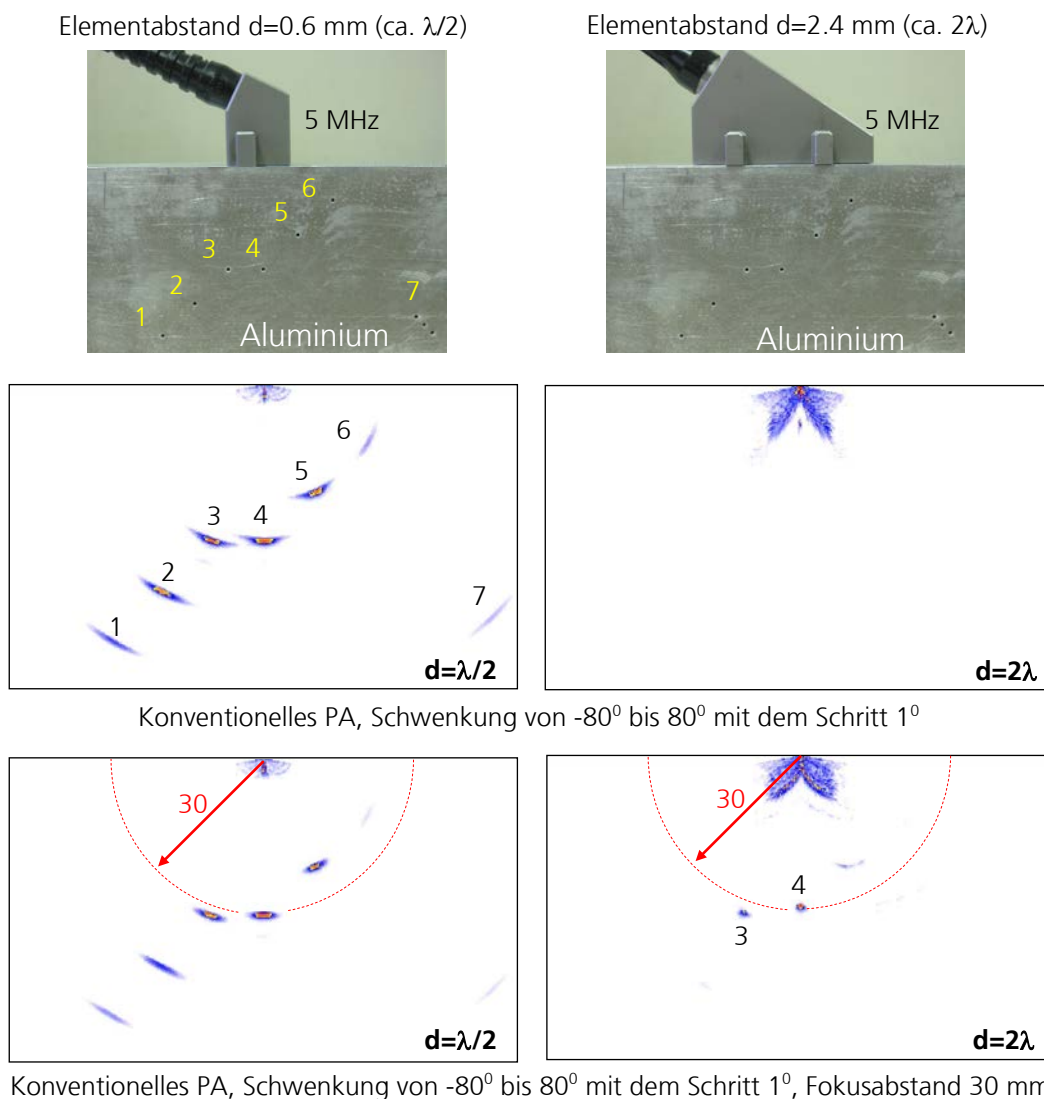 Elementabstand d=0.6 mm (ca. λ/2)
Elementabstand d=2.4 mm (ca. 2λ)
5 MHz
6
5
3
4
2
1
7
Aluminium
5 MHz
Aluminium
6
5
3
4
2
1
7
d=λ/2
d=2λ
Konventionelles PA, Schwenkung von -80⁰ bis 80⁰ mit dem Schritt 1⁰
30
d=λ/2
30
4
3
d=2λ
Konventionelles PA, Schwenkung von -80⁰ bis 80⁰ mit dem Schritt 1⁰, Fokusabstand 30 mm